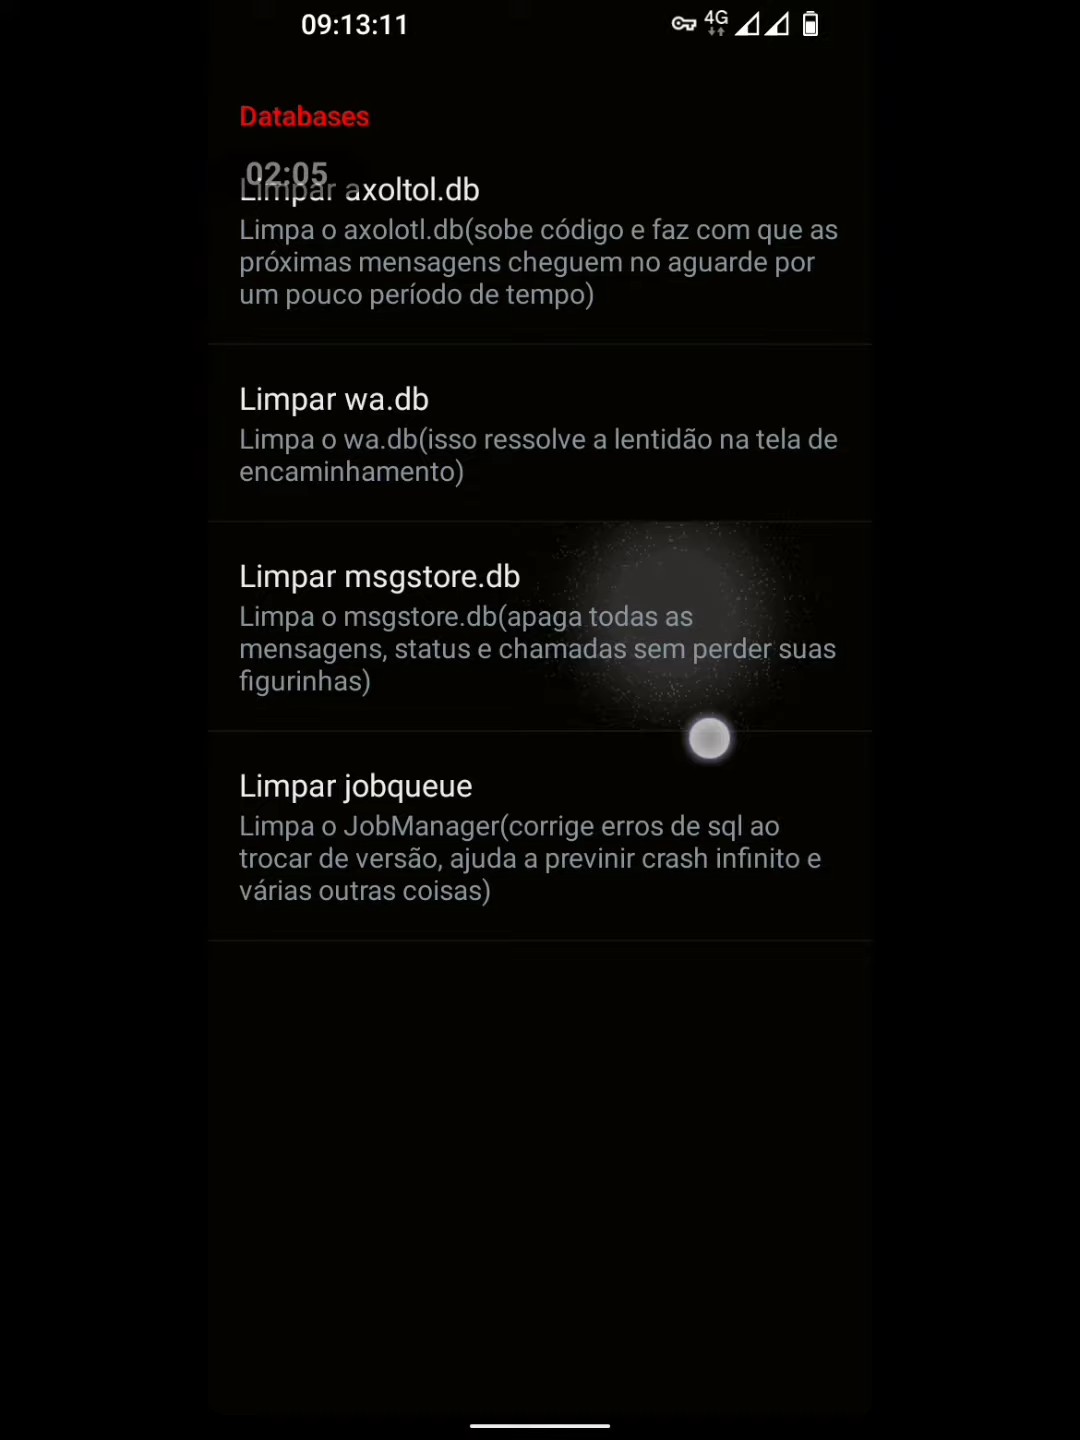 09:13:11
4G
Databases
02:05
Limpar axoltol.db
Limpa o axolotl.db(sobe código e faz com que as
próximas mensagens cheguem no aguarde por
um pouco período de tempo)
Limpar wa.db
Limpa o wa.db(isso ressolve a lentidão na tela de
encaminhamento)
Limpar msgstore.db
Limpa o msgstore.db(apaga todas as
mensagens, status e chamadas sem perder suas
figurinhas)
Limpar jobqueue
Limpa o JobManager(corrige erros de sql ao
trocar de versão, ajuda a previnir crash infinito e
várias outras coisas)